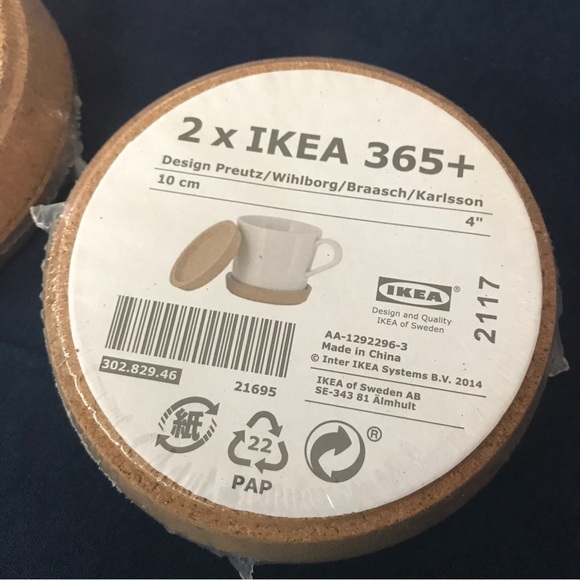 2 x IKEA 365+
Design Preutz/Wihlborg/Braasch/Karlsson
10 cm
4"
IKEA®
Design and Quality
IKEA of Sweden
2117
AA-1292296-3
Made in China
© Inter IKEA Systems B.V. 2014
302.829.46
21695
IKEA of Sweden AB
SE-343 81 Älmhult
紙
22
PAP
®